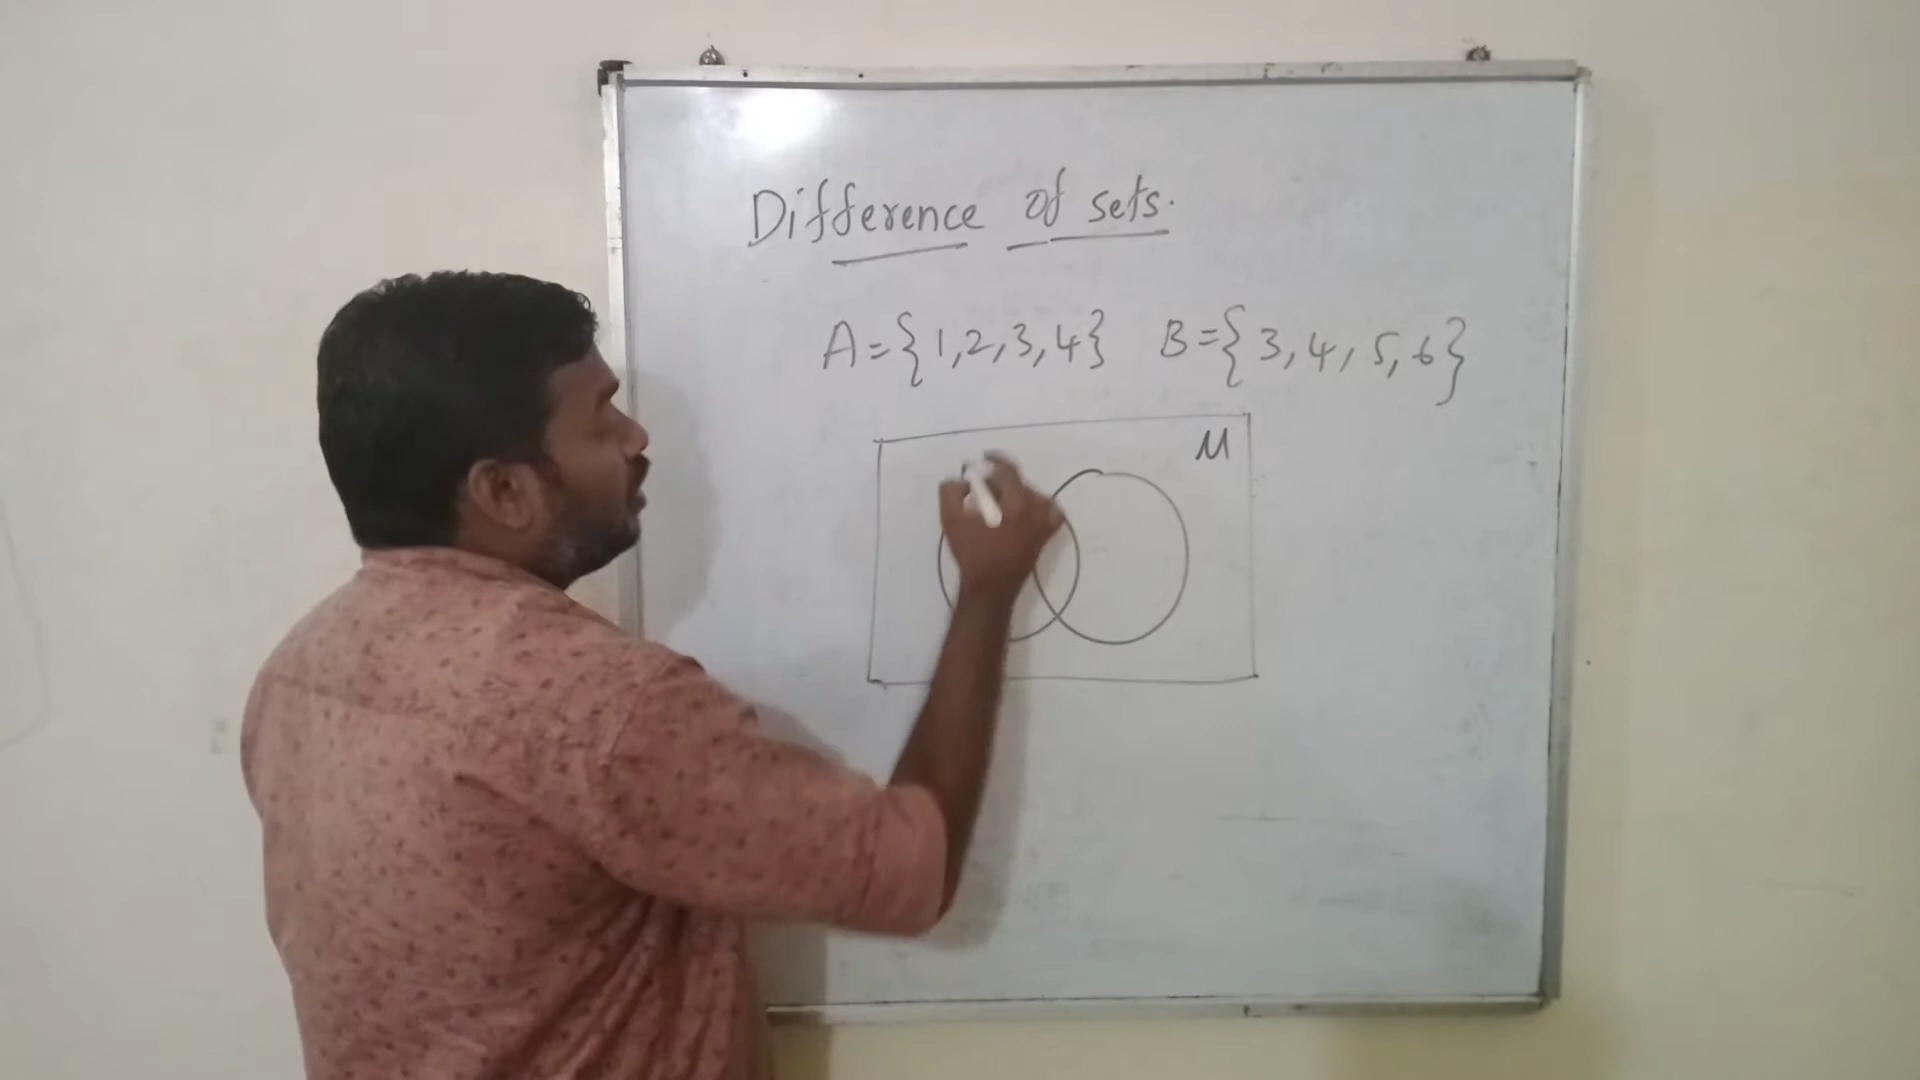 Difference of sets.
A={1,2,3,4} B={3,4,5,6}
μ